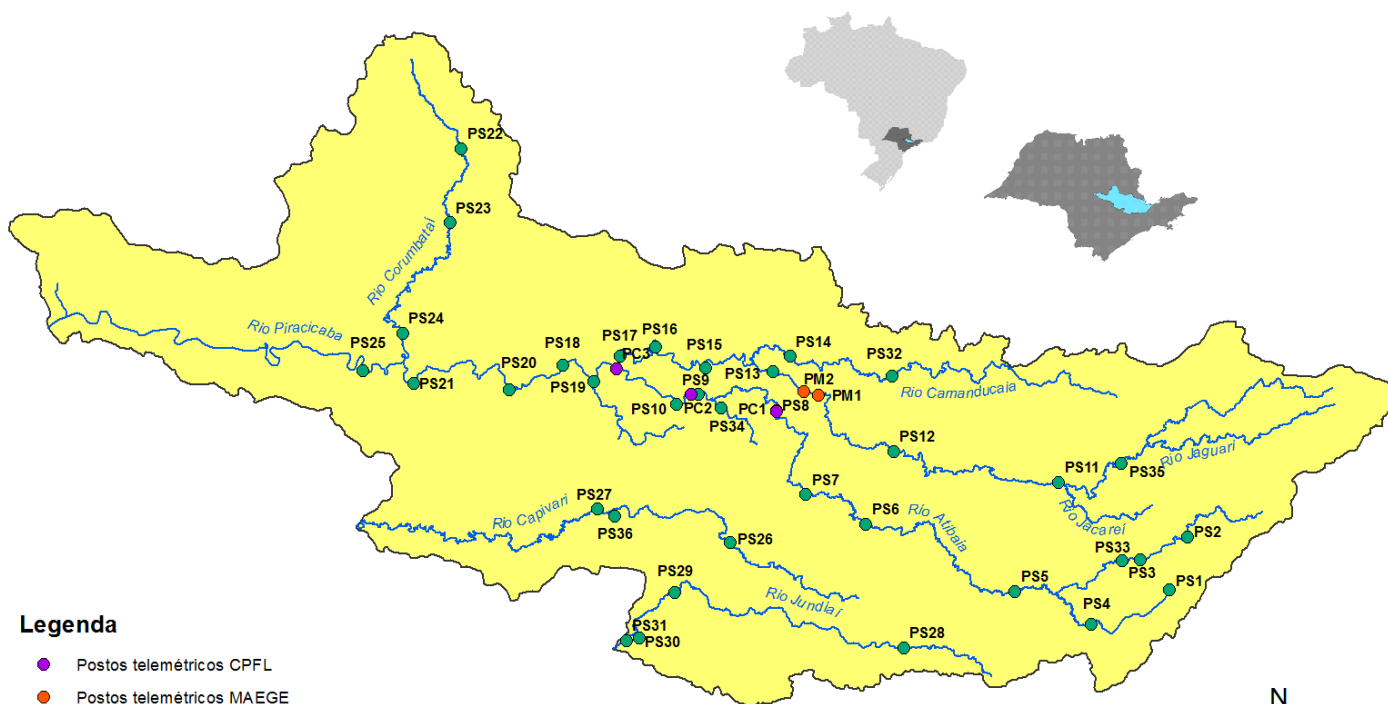 PS22
PS23
Rio Corumbataí
PS24
Rio Piracicaba
PS25
PS21
PS20
PS18
PS19
PS17
PC3
PS16
PS15
PS14
PS13
PS32
Rio Camanducaia
PM2
PM1
PS9
PS10
PC2
PS34
PC1
PS8
PS12
PS11
PS35
Rio Jaguari
Rio Jacareí
PS7
PS6
Rio Atibaia
PS2
PS33
PS3
PS1
PS5
PS4
PS27
PS36
Rio Capivari
PS26
PS29
Rio Jundiaí
PS28
PS31
PS30
Legenda
Postos telemétricos CPFL
Postos telemétricos MAEGE
N